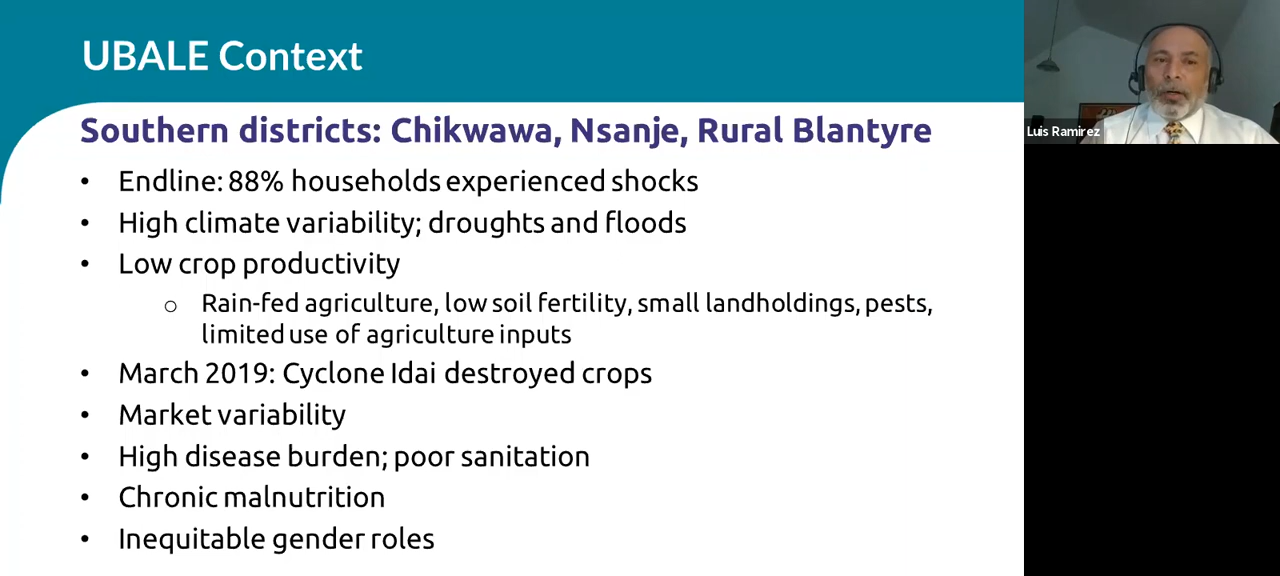 UBALE Context
Southern districts: Chikwawa, Nsanje, Rural Blantyre
• Endline: 88% households experienced shocks
• High climate variability; droughts and floods
• Low crop productivity
o Rain-fed agriculture, low soil fertility, small landholdings, pests,
limited use of agriculture inputs
• March 2019: Cyclone Idai destroyed crops
• Market variability
• High disease burden; poor sanitation
• Chronic malnutrition
• Inequitable gender roles
Luis Ramirez